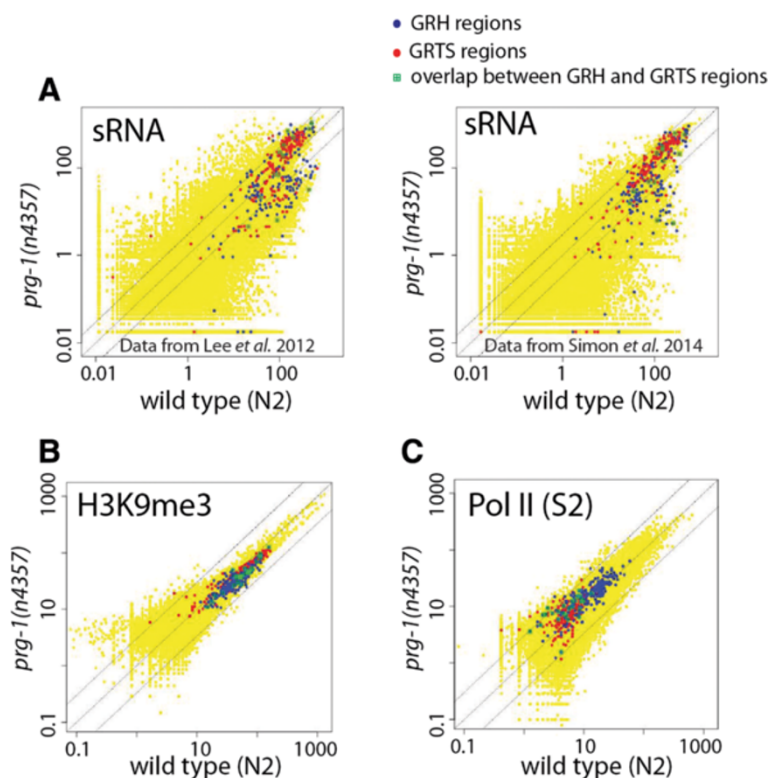 GRH regions
GRTS regions
overlap between GRH and GRTS regions
A
sRNA
prg-1(n4357)
100
1
0.01
Data from Lee et al. 2012
0.01 1 100
wild type (N2)
sRNA
prg-1(n4357)
100
1
0.01
Data from Simon et al. 2014
0.01 1 100
wild type (N2)
B
H3K9me3
prg-1(n4357)
1000
10
0.1
0.1 10 1000
wild type (N2)
C
Pol II (S2)
prg-1(n4357)
1000
10
0.1
0.1 10 1000
wild type (N2)